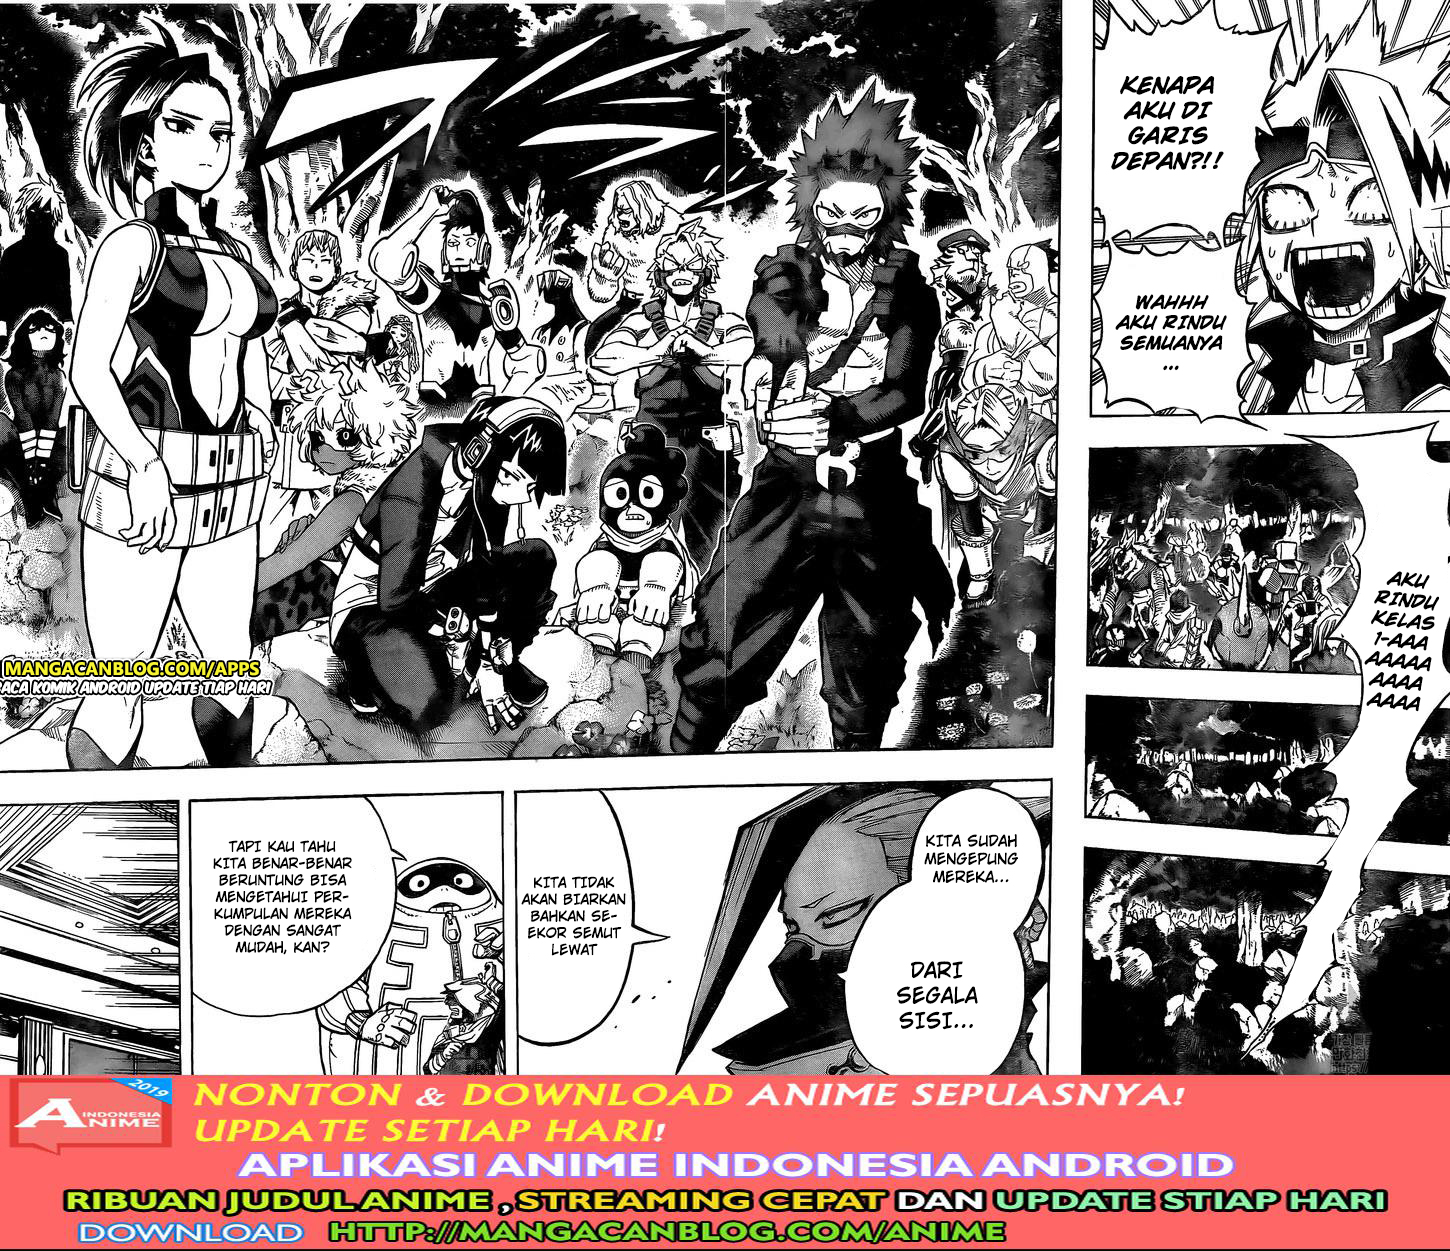 KENAPA
AKU DI
GARIS
DEPAN?!!
WAHHH
AKU RINDU
SEMUANYA
...
AKU
RINDU
KELAS
1-AAA
AAAAA
AAAA
AAAA
MANGACANBLOG.COM/APPS
BACA KOMIK ANDROID UPDATE TIAP HARI
KITA SUDAH
MENGEPUNG
MEREKA...
DARI
SEGALA
SISI...
KITA TIDAK
AKAN BIARKAN
BAHKAN SE-
EKOR SEMUT
LEWAT
TAPI KAU TAHU
KITA BENAR-BENAR
BERUNTUNG BISA
MENGETAHUI PER-
KUMPULAN MEREKA
DENGAN SANGAT
MUDAH, KAN?
2019
INDONESIA
ANIME
NONTON & DOWNLOAD ANIME SEPUASNYA!
UPDATE SETIAP HARI!
APLIKASI ANIME INDONESIA ANDROID
RIBUAN JUDUL ANIME , STREAMING CEPAT DAN UPDATE STIAP HARI
DOWNLOAD HTTP://MANGACANBLOG.COM/ANIME